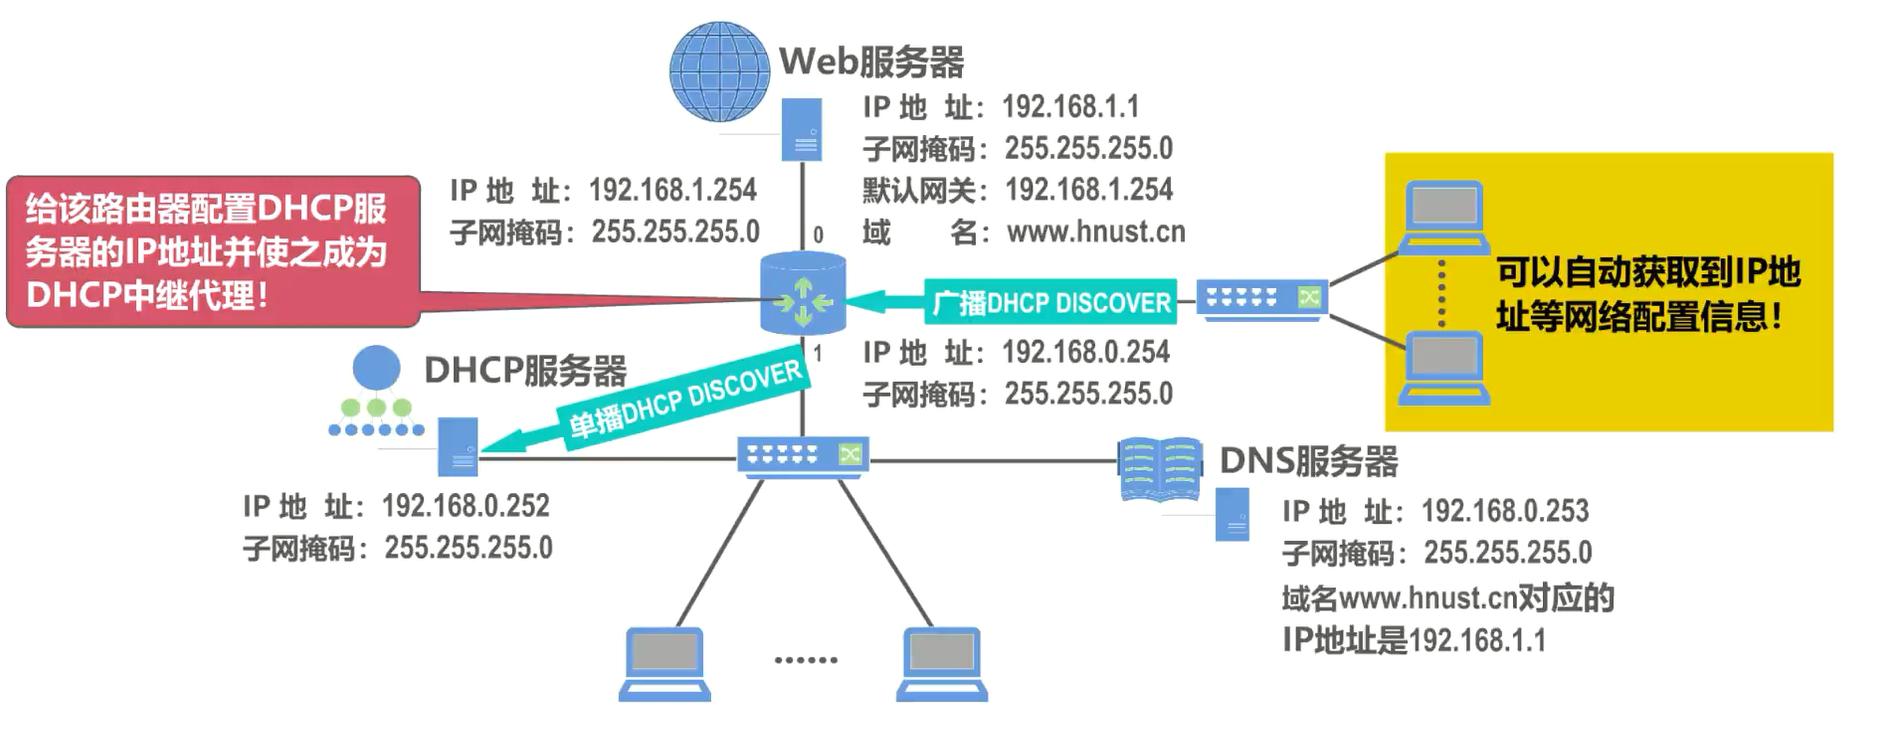 Web服务器
IP 地 址：192.168.1.1
子网掩码：255.255.255.0
默认网关：192.168.1.254
域 名：www.hnust.cn
IP 地 址：192.168.1.254
子网掩码：255.255.255.0
0
给该路由器配置DHCP服
务器的IP地址并使之成为
DHCP中继代理！
广播DHCP DISCOVER
可以自动获取到IP地
址等网络配置信息！
1
IP 地 址：192.168.0.254
子网掩码：255.255.255.0
DHCP服务器
单播DHCP DISCOVER
IP 地 址：192.168.0.252
子网掩码：255.255.255.0
DNS服务器
IP 地 址：192.168.0.253
子网掩码：255.255.255.0
域名www.hnust.cn对应的
IP地址是192.168.1.1